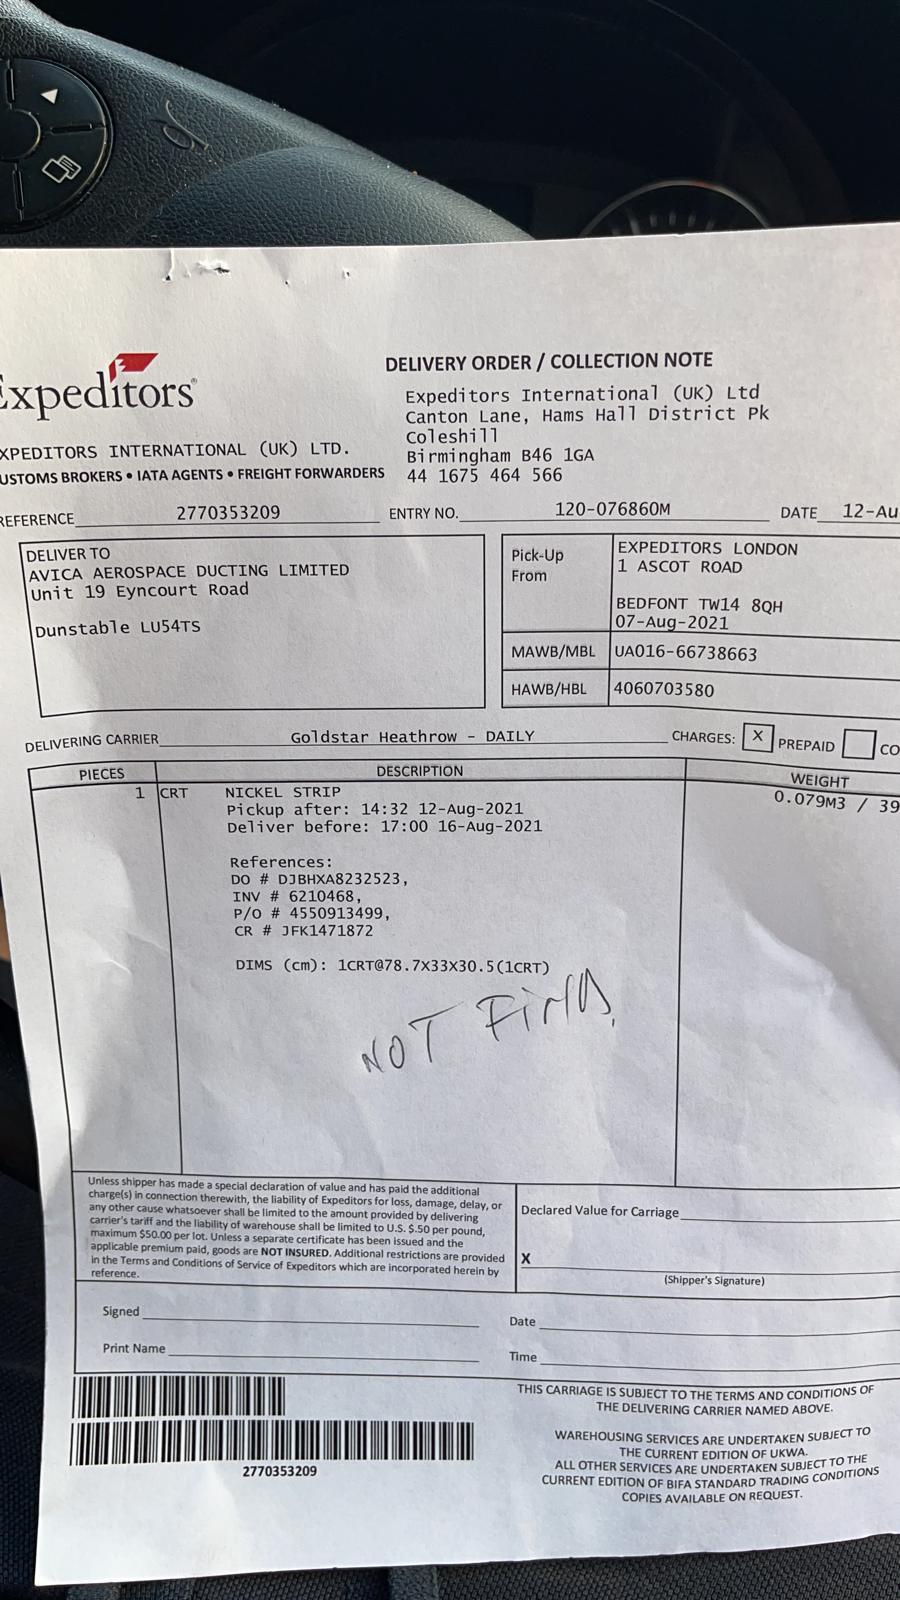 Expeditors
DELIVERY ORDER / COLLECTION NOTE
Expeditors International (UK) Ltd
Canton Lane, Hams Hall District Pk
Coleshill
Birmingham B46 1GA
44 1675 464 566
XPEDITORS INTERNATIONAL (UK) LTD.
USTOMS BROKERS • IATA AGENTS • FREIGHT FORWARDERS
REFERENCE 2770353209 ENTRY NO. 120-076860M DATE 12-Au
DELIVER TO
AVICA AEROSPACE DUCTING LIMITED
Unit 19 Eyncourt Road
Dunstable LU54TS
Pick-Up From
EXPEDITORS LONDON
1 ASCOT ROAD
BEDFONT TW14 8QH
07-Aug-2021
MAWB/MBL UA016-66738663
HAWB/HBL 4060703580
DELIVERING CARRIER Goldstar Heathrow - DAILY CHARGES: X PREPAID CO
PIECES DESCRIPTION WEIGHT
1 CRT NICKEL STRIP 0.079M3 / 39
Pickup after: 14:32 12-Aug-2021
Deliver before: 17:00 16-Aug-2021
References:
DO # DJBHXA8232523,
INV # 6210468,
P/O # 4550913499,
CR # JFK1471872
DIMS (cm): 1CRT@78.7X33X30.5(1CRT)
NOT Find
Unless shipper has made a special declaration of value and has paid the additional
charge(s) in connection therewith, the liability of Expeditors for loss, damage, delay, or
any other cause whatsoever shall be limited to the amount provided by delivering
carrier's tariff and the liability of warehouse shall be limited to U.S. $.50 per pound,
maximum $50.00 per lot. Unless a separate certificate has been issued and the
applicable premium paid, goods are NOT INSURED. Additional restrictions are provided
in the Terms and Conditions of Service of Expeditors which are incorporated herein by
reference.
Declared Value for Carriage
X
(Shipper's Signature)
Signed
Date
Print Name
Time
2770353209
THIS CARRIAGE IS SUBJECT TO THE TERMS AND CONDITIONS OF
THE DELIVERING CARRIER NAMED ABOVE.
WAREHOUSING SERVICES ARE UNDERTAKEN SUBJECT TO
THE CURRENT EDITION OF UKWA.
ALL OTHER SERVICES ARE UNDERTAKEN SUBJECT TO THE
CURRENT EDITION OF BIFA STANDARD TRADING CONDITIONS
COPIES AVAILABLE ON REQUEST.